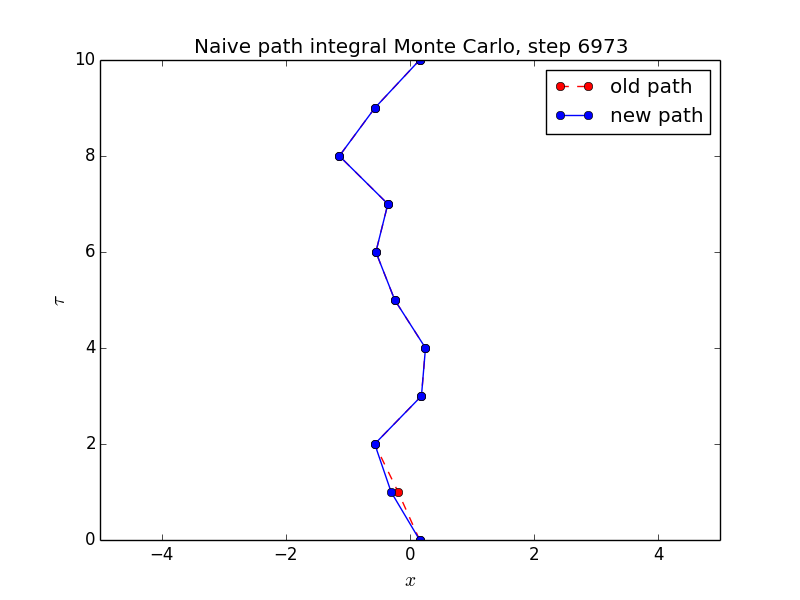 Naive path integral Monte Carlo, step 6973
old path
new path
10
8
6
4
2
0
τ
−4 −2 0 2 4
x